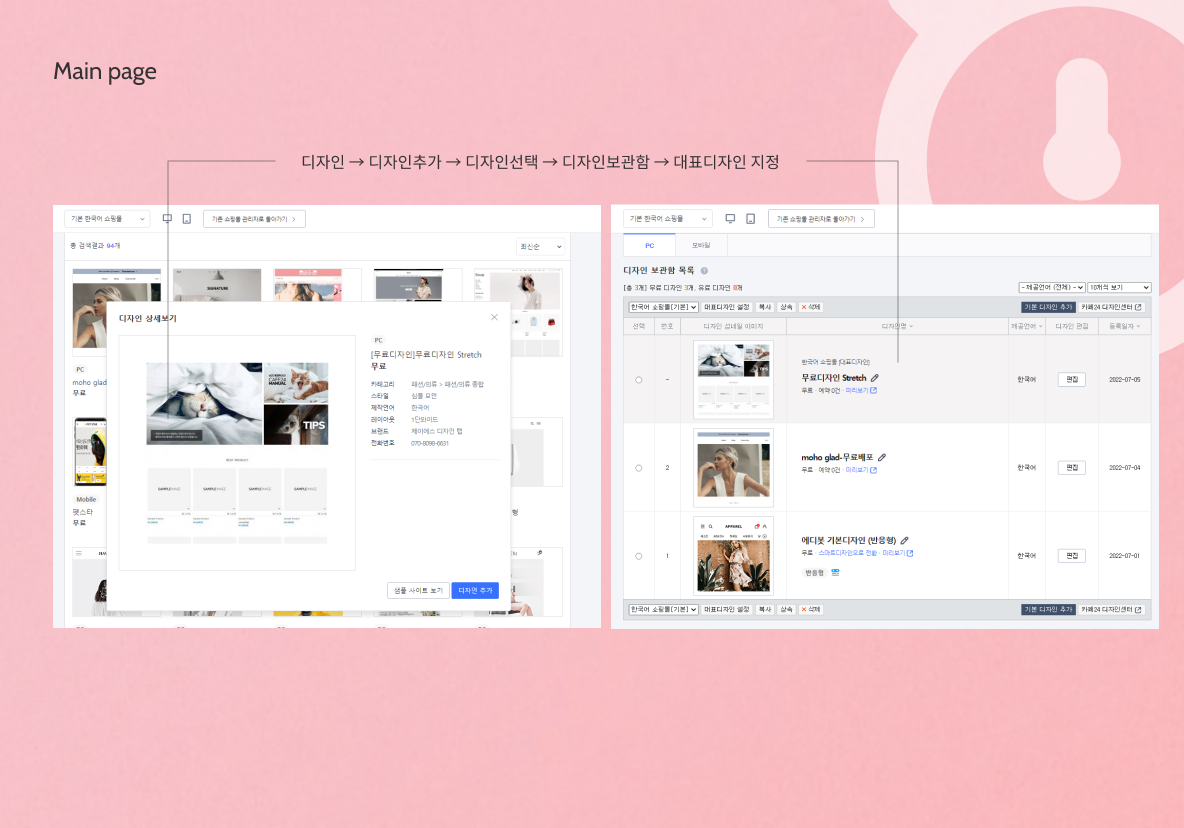 Main page
디자인 → 디자인추가 → 디자인선택 → 디자인보관함 → 대표디자인 지정
기본 한국어 쇼핑몰
기존 쇼핑몰 관리자로 돌아가기 >
총 검색결과 94개
최신순
SIGNATURE
디자인 상세보기
PC
moho glad
무료
Mobile
펫스타
무료
TIPS
BEST PRODUCT
SAMPLE IMAGE SAMPLE IMAGE SAMPLE IMAGE SAMPLE IMAGE
PC
[무료디자인]무료디자인 Stretch
무료
카테고리 패션/의류 > 패션/의류 종합
스타일 심플 모던
제작언어 한국어
레이아웃 1단와이드
브랜드 제이에스 디자인 랩
전화번호 070-8098-6631
샘플 사이트 보기
디자인 추가
기본 한국어 쇼핑몰
기존 쇼핑몰 관리자로 돌아가기 >
PC 모바일
디자인 보관함 목록
[총 3개] 무료 디자인 3개, 유료 디자인 0개
- 제공언어 (전체) - 10개씩 보기
한국어 쇼핑몰[기본] 대표디자인 설정 복사 상속 × 삭제 기본 디자인 추가 카페24 디자인센터
선택 번호 디자인 섬네일 이미지 디자인명 제공언어 디자인 편집 등록일자
한국어 쇼핑몰 [대표디자인]
- 무료디자인 Stretch 한국어 편집 2022-07-05
무료 · 예약 0건 · 미리보기
moho glad-무료배포
2 한국어 편집 2022-07-04
무료 · 예약 0건 · 미리보기
APPAREL
에디봇 기본디자인 (반응형)
1 무료 · 스마트디자인으로 전환 · 미리보기 한국어 편집 2022-07-01
반응형
한국어 쇼핑몰[기본] 대표디자인 설정 복사 상속 × 삭제 기본 디자인 추가 카페24 디자인센터